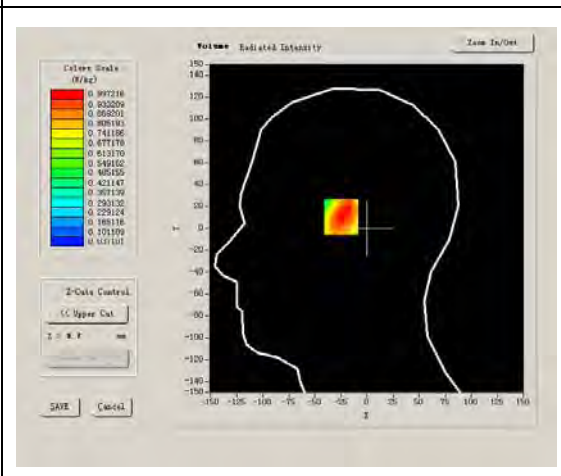 Volume Radiated Intensity
Zoom In/Out
Colors Scale
(W/kg)
0.997216
0.933209
0.869201
0.805193
0.741186
0.677178
0.613170
0.549162
0.485155
0.421147
0.357139
0.293132
0.229124
0.165116
0.101109
0.037101
150
120
100
80
60
40
20
0
-20
-40
-60
-80
-100
-120
-150
Y
-150 -125 -100 -75 -50 -25 0 25 50 75 100 125 150
X
Z-Cuts Control
<< Upper Cut
mm
SAVE
Cancel